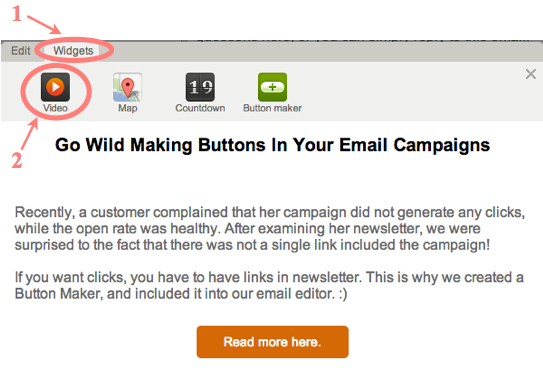 1
Edit Widgets
19
Video Map Countdown Button maker
2
Go Wild Making Buttons In Your Email Campaigns
Recently, a customer complained that her campaign did not generate any clicks,
while the open rate was healthy. After examining her newsletter, we were
surprised to the fact that there was not a single link included the campaign!
If you want clicks, you have to have links in newsletter. This is why we created a
Button Maker, and included it into our email editor. :)
Read more here.